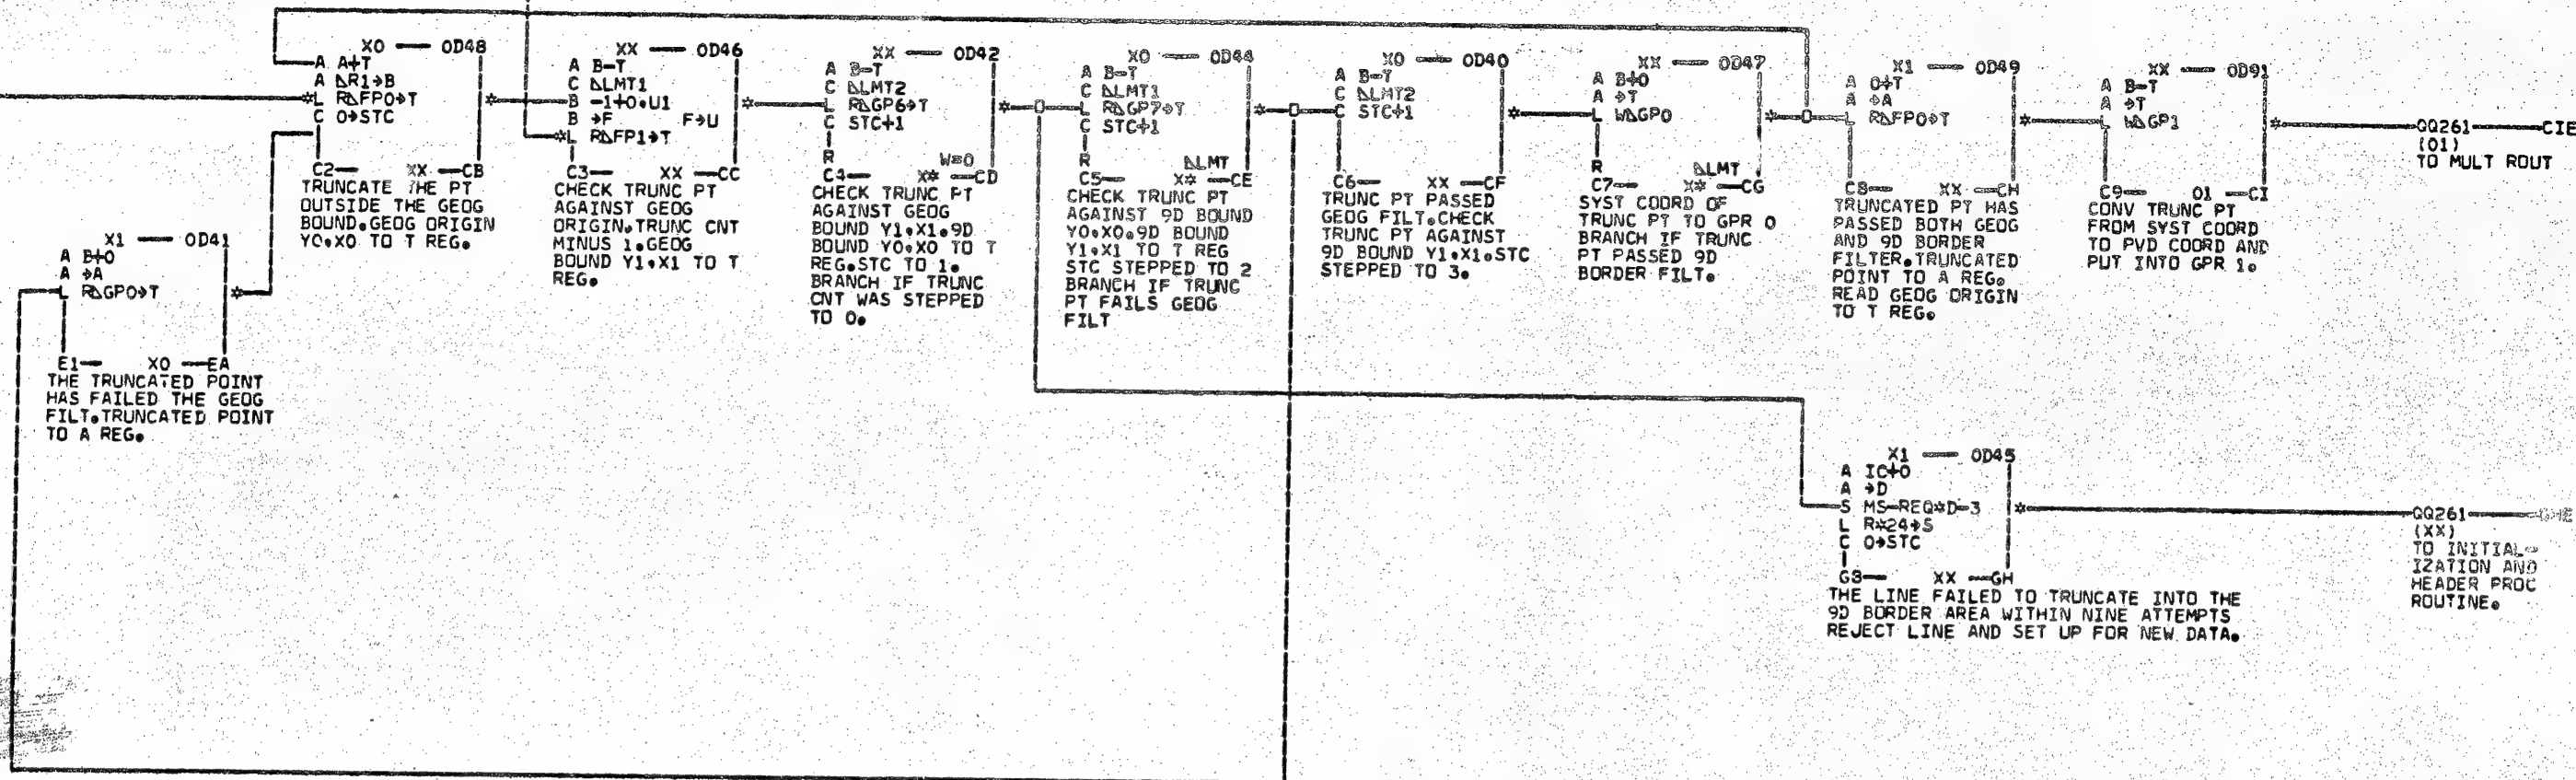 XO — OD48
A A+T
A ΔR1→B
L RΔFPO→T
C O→STC
C2— XX —CB
TRUNCATE THE PT
OUTSIDE THE GEOG
BOUND.GEOG ORIGIN
YO,XO TO T REG.
XX — OD46
A B-T
C ΔLMT1
B -1+O,U1
B →F F→U
*L RΔFP1→T
C3— XX —CC
CHECK TRUNC PT
AGAINST GEOG
ORIGIN.TRUNC CNT
MINUS 1.GEOG
BOUND Y1,X1 TO T
REG.
XX — OD42
A B-T
C ΔLMT2
L RΔGP6→T
C STC+1
R W=O
C4— X* —CD
CHECK TRUNC PT
AGAINST GEOG
BOUND Y1,X1.9D
BOUND YO,XO TO T
REG.STC TO 1.
BRANCH IF TRUNC
CNT WAS STEPPED
TO O.
XO — OD44
A B-T
C ΔLMT1
L RΔGP7→T
C STC+1
R ΔLMT
C5— X* —CE
CHECK TRUNC PT
AGAINST 9D BOUND
YO,XO.9D BOUND
Y1,X1 TO T REG
STC STEPPED TO 2
BRANCH IF TRUNC
PT FAILS GEOG
FILT
XO — OD40
A B-T
C ΔLMT2
C STC+1
C6— XX —CF
TRUNC PT PASSED
GEOG FILT.CHECK
TRUNC PT AGAINST
9D BOUND Y1,X1.STC
STEPPED TO 3.
XX — OD47
A B+O
A →T
L WΔGPO
R ΔLMT
C7— X* —CG
SYST COORD OF
TRUNC PT TO GPR O
BRANCH IF TRUNC
PT PASSED 9D
BORDER FILT.
X1 — OD49
A O+T
A →A
L RΔFPO→T
C8— XX —CH
TRUNCATED PT HAS
PASSED BOTH GEOG
AND 9D BORDER
FILTER.TRUNCATED
POINT TO A REG.
READ GEOG ORIGIN
TO T REG.
XX — OD91
A B-T
A →T
L WΔGP1
C9— O1 —CI
CONV TRUNC PT
FROM SYST COORD
TO PVD COORD AND
PUT INTO GPR 1.
QQ261—CIE
(O1)
TO MULT ROUT
X1 — OD41
A B+O
A →A
L RΔGPO→T
E1— XO —EA
THE TRUNCATED POINT
HAS FAILED THE GEOG
FILT.TRUNCATED POINT
TO A REG.
X1 — OD45
A IC+O
A →D
S MS-REQ*D-3
L R*24→S
C O→STC
G8— XX —GH
THE LINE FAILED TO TRUNCATE INTO THE
9D BORDER AREA WITHIN NINE ATTEMPTS
REJECT LINE AND SET UP FOR NEW DATA.
QQ261—
(XX)
TO INITIAL-
IZATION AND
HEADER PROC
ROUTINE.